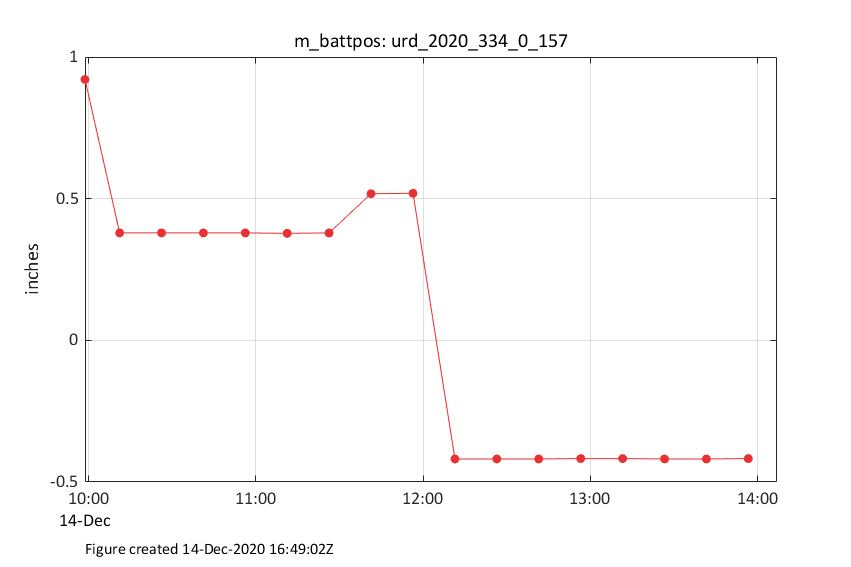 m_battpos: urd_2020_334_0_157
1
0.5
0
-0.5
inches
10:00 11:00 12:00 13:00 14:00
14-Dec
Figure created 14-Dec-2020 16:49:02Z